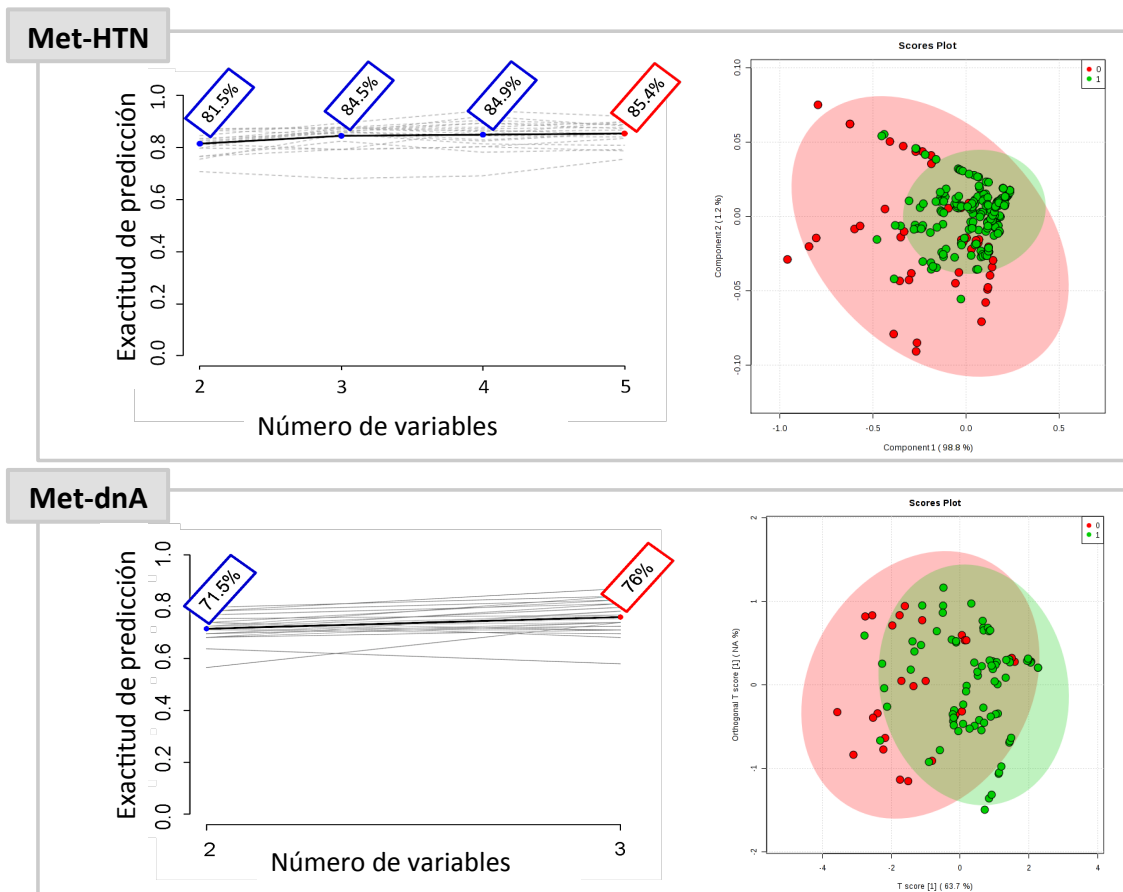 Met-HTN
Exactitud de predicción
0.0 0.2 0.4 0.6 0.8 1.0
81.5%
84.5%
84.9%
85.4%
2 3 4 5
Número de variables
Scores Plot
0
1
Component 2 ( 1.2 %)
0.10
0.05
0.00
-0.05
-0.10
-1.0 -0.5 0.0 0.5
Component 1 ( 98.8 %)
Met-dnA
Exactitud de predicción
0.0 0.2 0.4 0.6 0.8 1.0
71.5%
76%
2 3
Número de variables
Scores Plot
0
1
Orthogonal T score [1] ( NA %)
2
1
0
-1
-2
-4 -2 0 2 4
T score [1] ( 63.7 %)